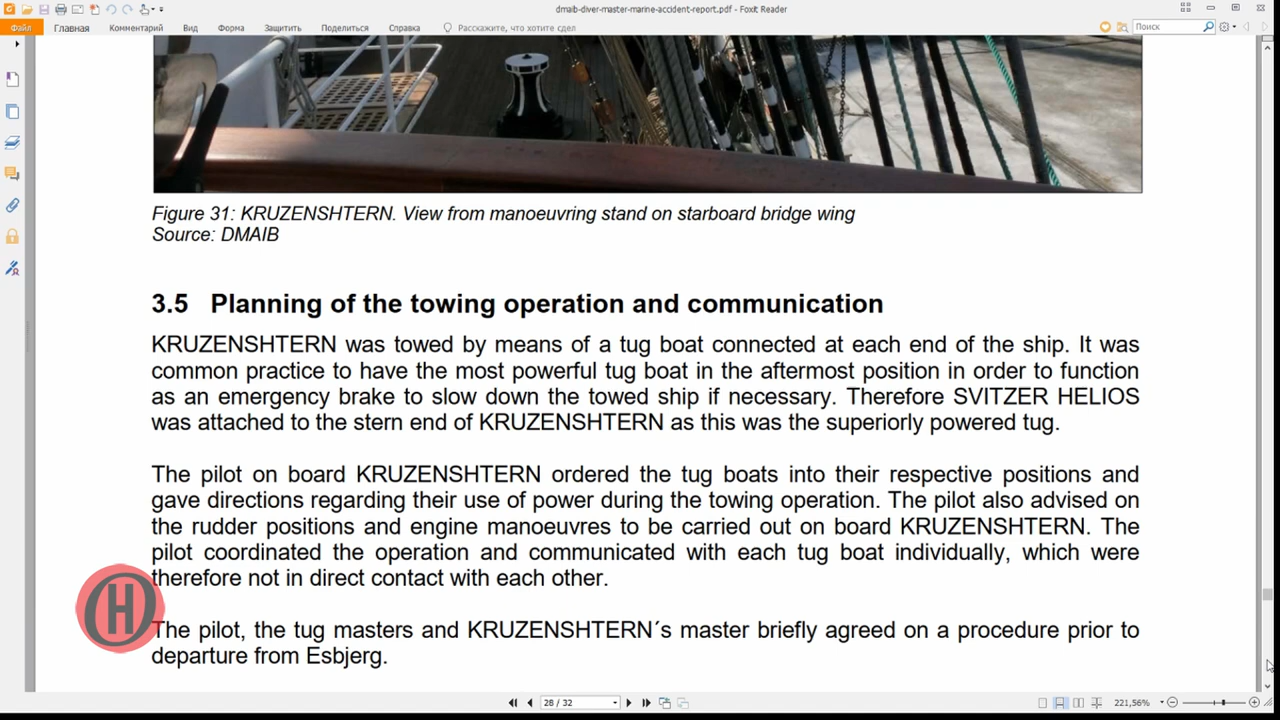 dmaib-diver-master-marine-accident-report.pdf - Foxit Reader
Файл Главная Комментарий Вид Форма Защитить Поделиться Справка Расскажите, что хотите сдел Поиск
Figure 31: KRUZENSHTERN. View from manoeuvring stand on starboard bridge wing
Source: DMAIB
3.5 Planning of the towing operation and communication
KRUZENSHTERN was towed by means of a tug boat connected at each end of the ship. It was
common practice to have the most powerful tug boat in the aftermost position in order to function
as an emergency brake to slow down the towed ship if necessary. Therefore SVITZER HELIOS
was attached to the stern end of KRUZENSHTERN as this was the superiorly powered tug.
The pilot on board KRUZENSHTERN ordered the tug boats into their respective positions and
gave directions regarding their use of power during the towing operation. The pilot also advised on
the rudder positions and engine manoeuvres to be carried out on board KRUZENSHTERN. The
pilot coordinated the operation and communicated with each tug boat individually, which were
therefore not in direct contact with each other.
H
The pilot, the tug masters and KRUZENSHTERN´s master briefly agreed on a procedure prior to
departure from Esbjerg.
28 / 32 221,56%